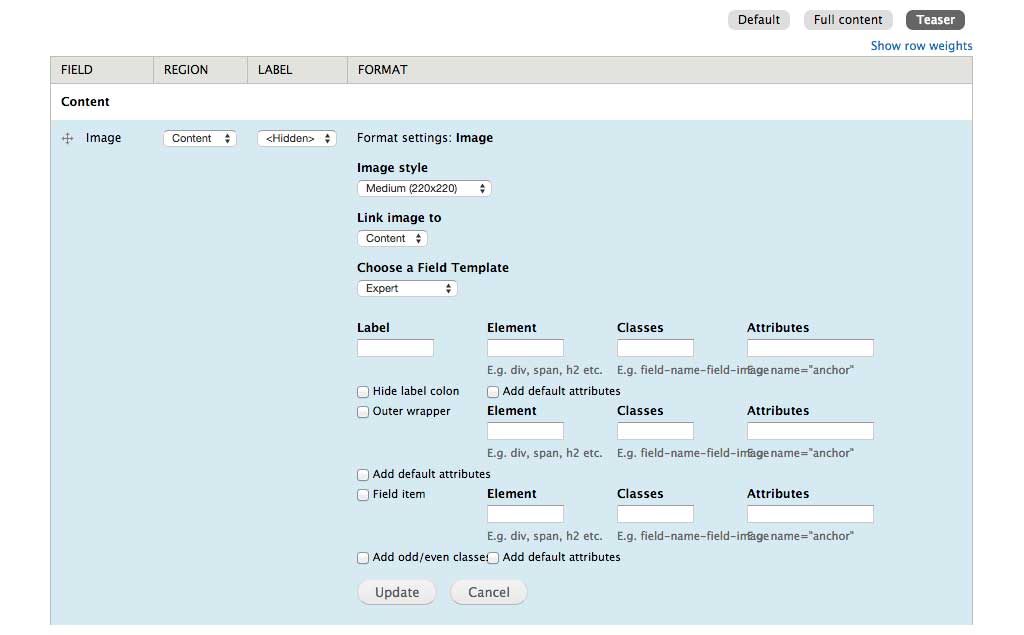 Default Full content Teaser
Show row weights
FIELD REGION LABEL FORMAT
Content
Image Content <Hidden> Format settings: Image
Image style
Medium (220x220)
Link image to
Content
Choose a Field Template
Expert
Label Element Classes Attributes
E.g. div, span, h2 etc. E.g. field-name-field-image E.g. name="anchor"
Hide label colon Add default attributes
Outer wrapper Element Classes Attributes
E.g. div, span, h2 etc. E.g. field-name-field-image E.g. name="anchor"
Add default attributes
Field item Element Classes Attributes
E.g. div, span, h2 etc. E.g. field-name-field-image E.g. name="anchor"
Add odd/even classes Add default attributes
Update Cancel